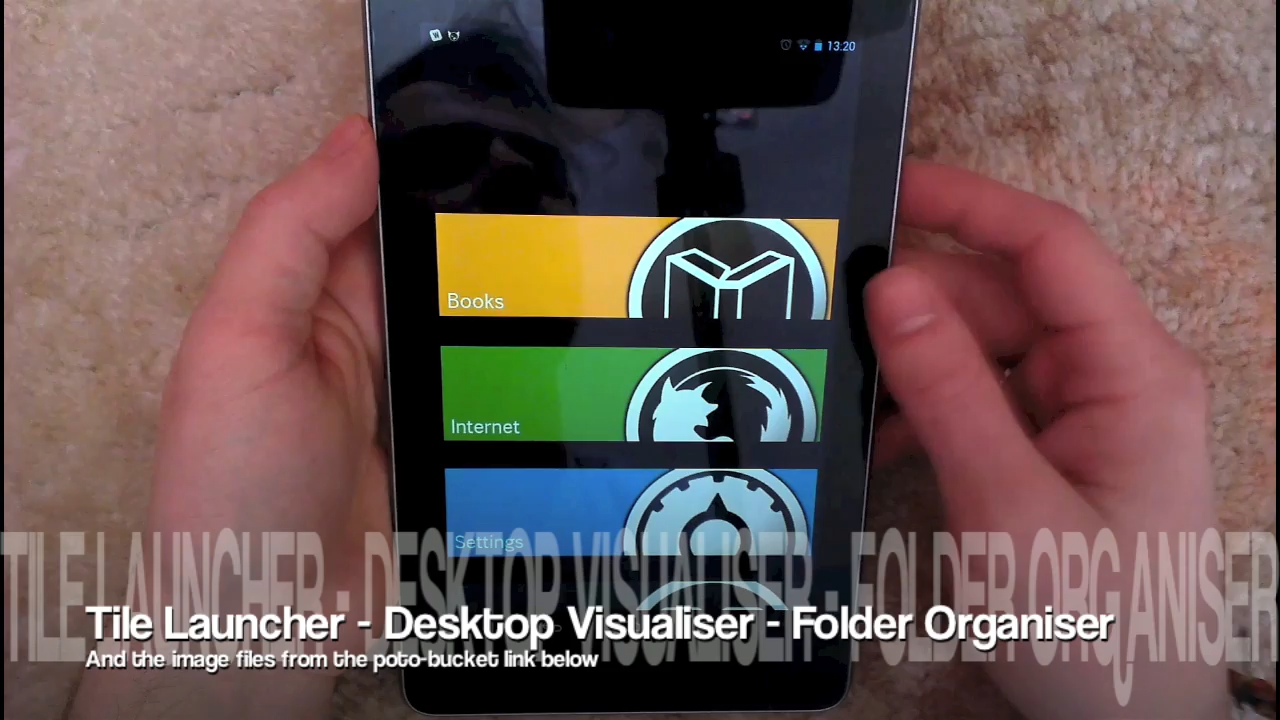 13:20
Books
Internet
Settings
TILE LAUNCHER - DESKTOP VISUALISER - FOLDER ORGANISER
Tile Launcher - Desktop Visualiser - Folder Organiser
And the image files from the poto-bucket link below